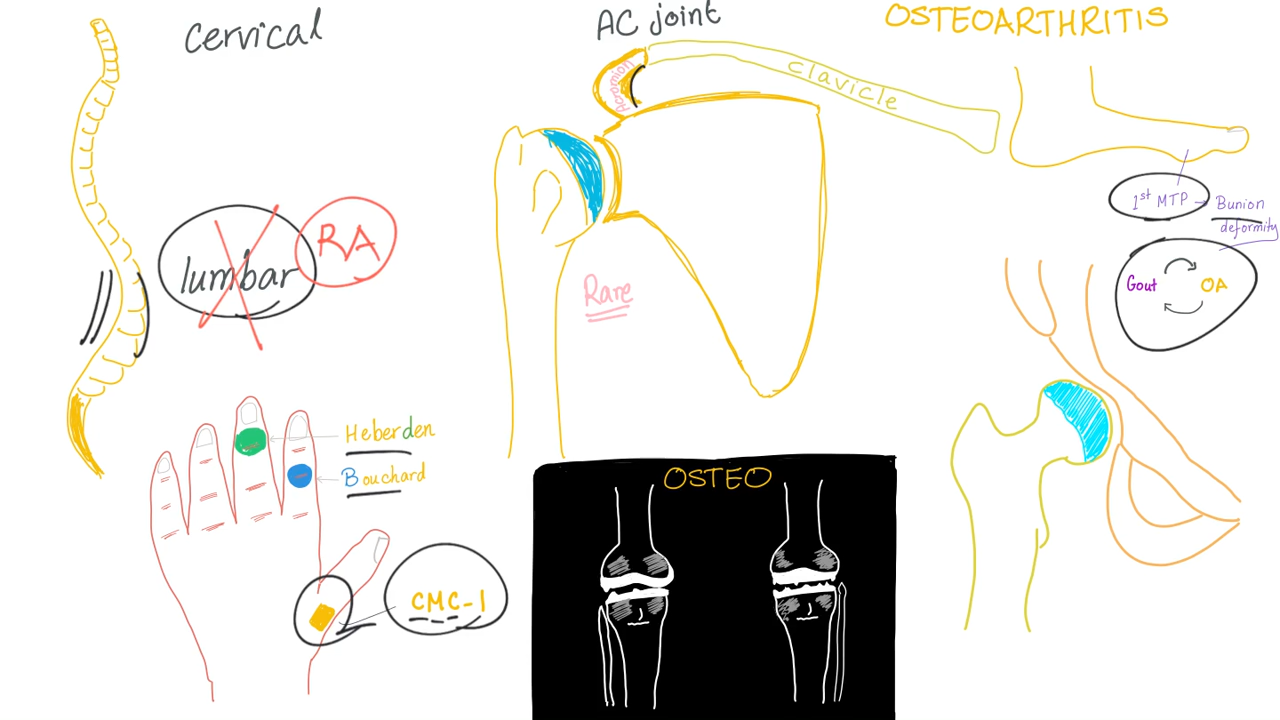 Cervical
AC joint
OSTEOARTHRITIS
Acromion
clavicle
1st MTP
Bunion
deformity
lumbar
RA
Rare
Gout
OA
Heberden
Bouchard
CMC-1
OSTEO